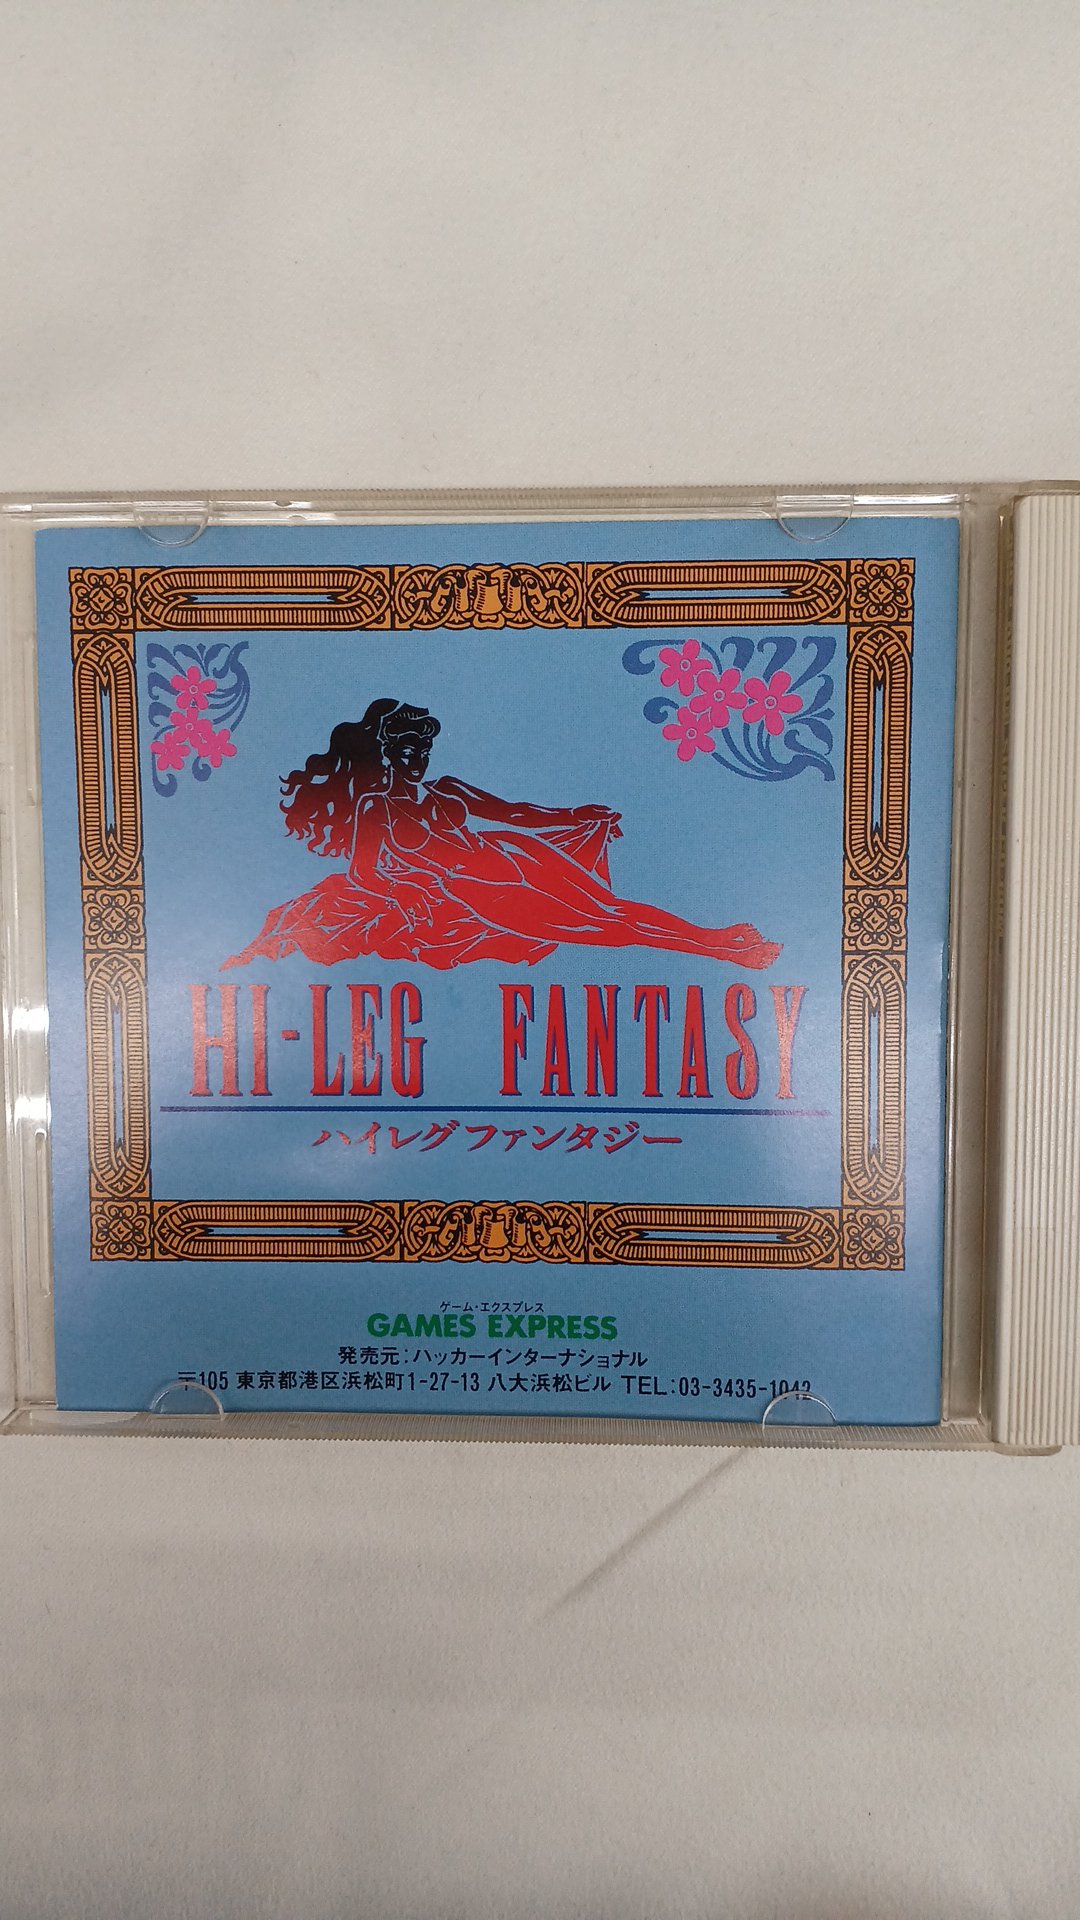 HI-LEG FANTASY
ハイレグファンタジー
ゲーム・エクスプレス
GAMES EXPRESS
発売元:ハッカーインターナショナル
〒105 東京都港区浜松町1-27-13 八大浜松ビル TEL:03-3435-1042